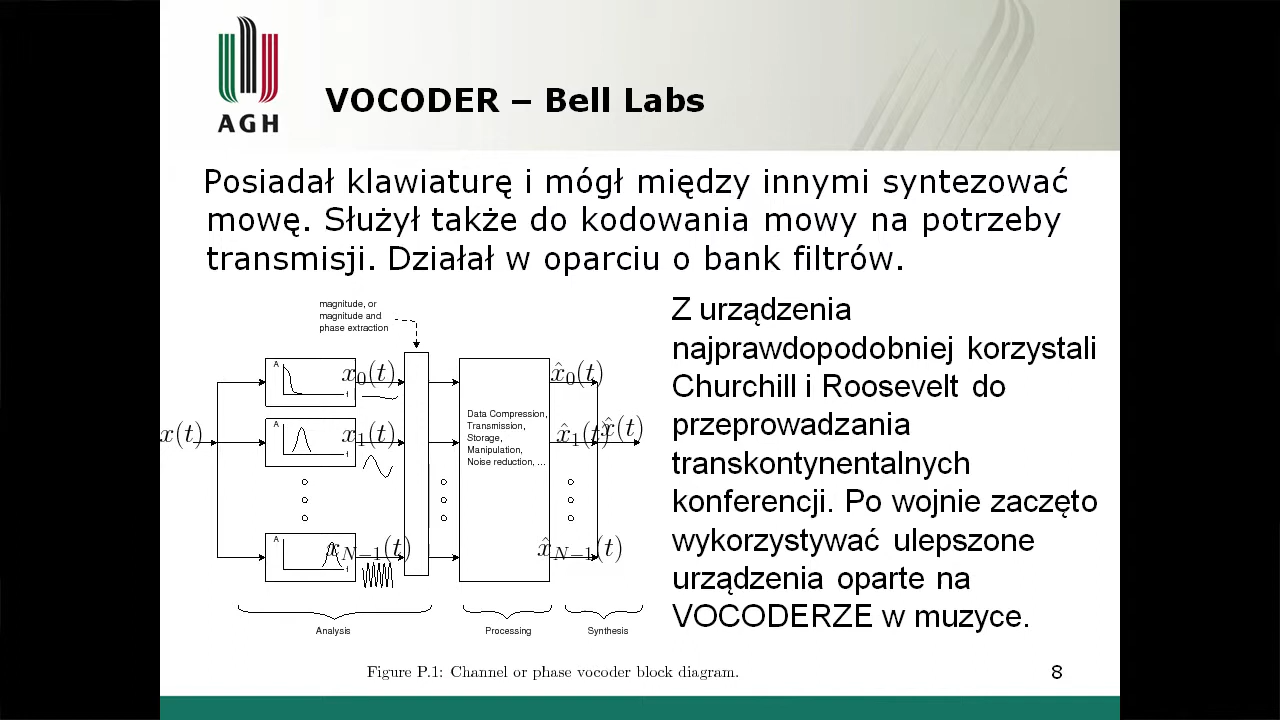 AGH
VOCODER – Bell Labs
Posiadał klawiaturę i mógł między innymi syntezować
mowę. Służył także do kodowania mowy na potrzeby
transmisji. Działał w oparciu o bank filtrów.
magnitude, or
magnitude and
phase extraction
A
f
x₀(t)
x̂₀(t)
x(t)
A
f
x₁(t)
Data Compression,
Transmission,
Storage,
Manipulation,
Noise reduction, ...
x̂₁(t)
x̂(t)
A
f
x_{N−1}(t)
x̂_{N−1}(t)
Analysis
Processing
Synthesis
Figure P.1: Channel or phase vocoder block diagram.
Z urządzenia
najprawdopodobniej korzystali
Churchill i Roosevelt do
przeprowadzania
transkontynentalnych
konferencji. Po wojnie zaczęto
wykorzystywać ulepszone
urządzenia oparte na
VOCODERZE w muzyce.
8